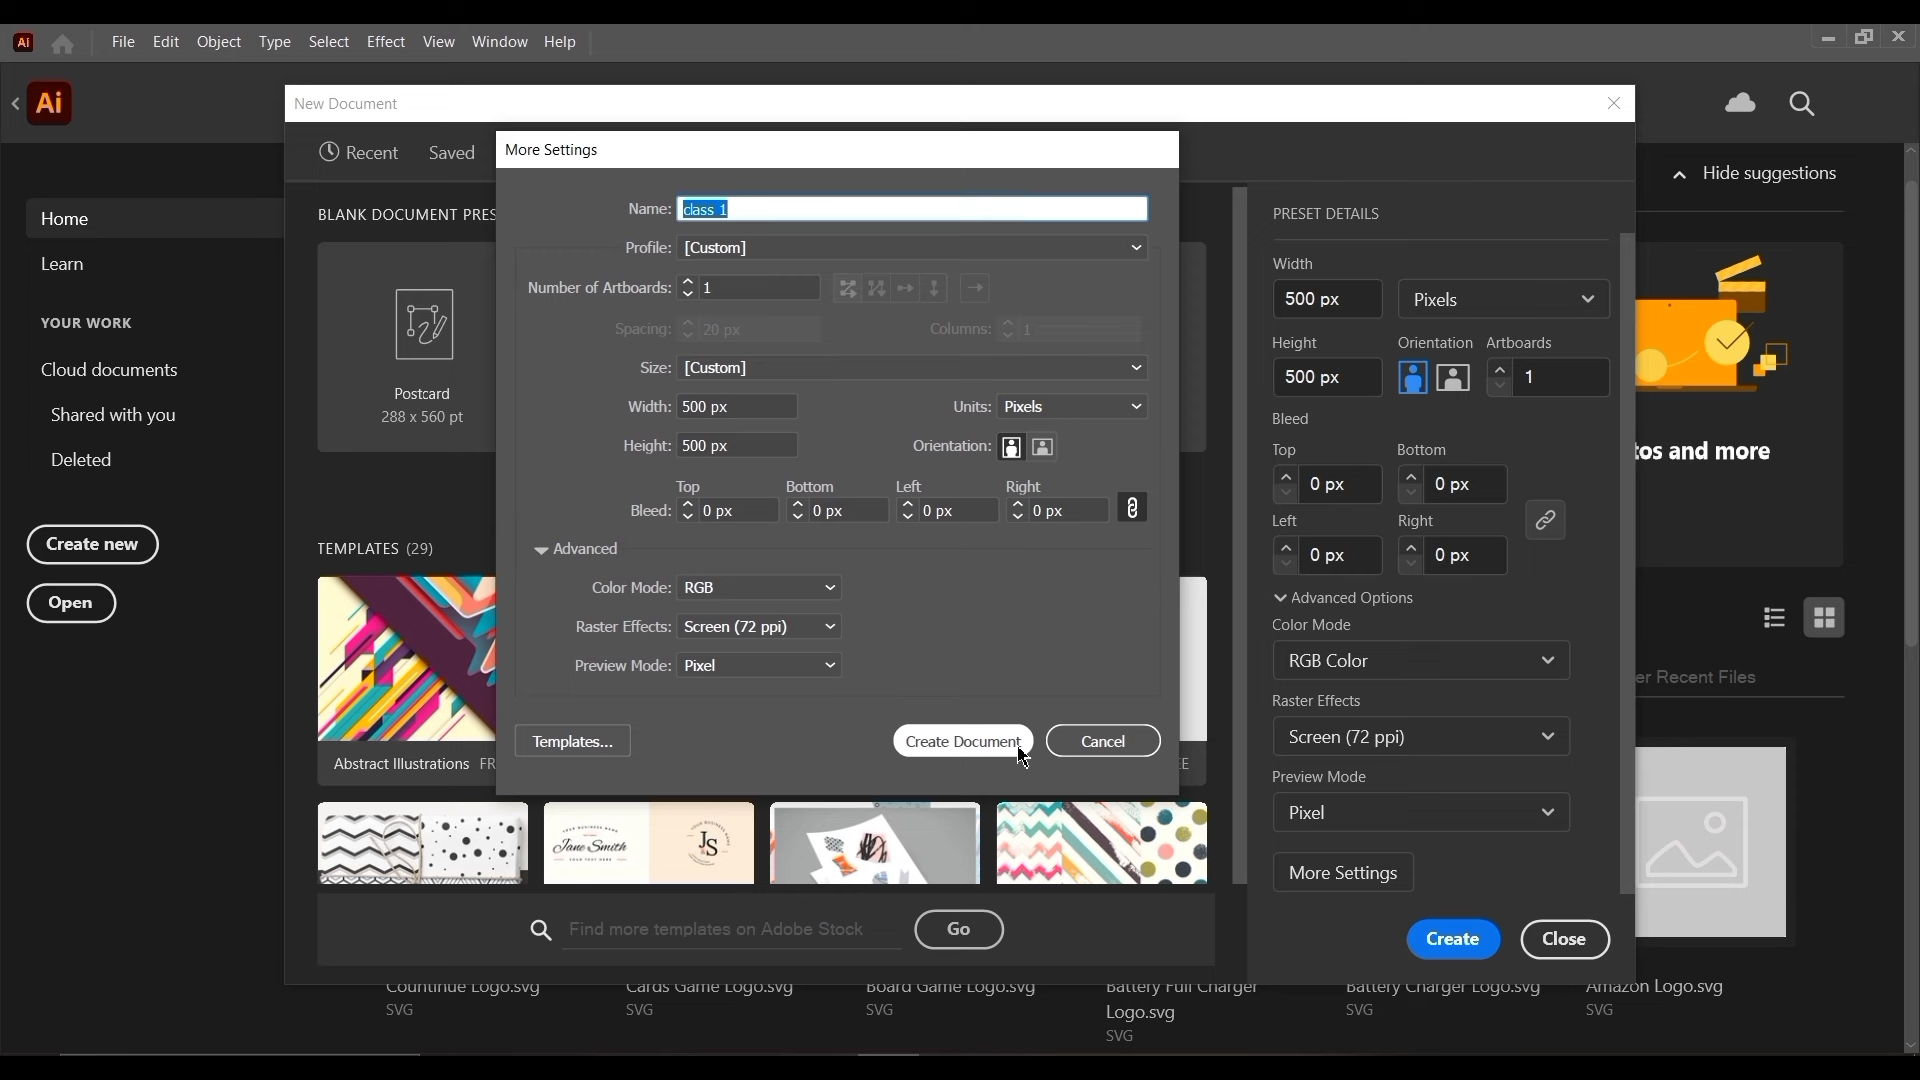 Ai File Edit Object Type Select Effect View Window Help
Ai
New Document
Recent Saved
More Settings
Hide suggestions
Home
Learn
YOUR WORK
Cloud documents
Shared with you
Deleted
Create new
Open
BLANK DOCUMENT PRES
Postcard
288 x 560 pt
TEMPLATES (29)
Abstract Illustrations FR
EE
Jane Smith
JS
Find more templates on Adobe Stock
Go
Name: class 1
Profile: [Custom]
Number of Artboards: 1
Spacing: 20 px Columns: 1
Size: [Custom]
Width: 500 px Units: Pixels
Height: 500 px Orientation:
Top Bottom Left Right
Bleed: 0 px 0 px 0 px 0 px
Advanced
Color Mode: RGB
Raster Effects: Screen (72 ppi)
Preview Mode: Pixel
Templates... Create Document Cancel
PRESET DETAILS
Width
500 px Pixels
Height Orientation Artboards
500 px 1
Bleed
Top Bottom
0 px 0 px
Left Right
0 px 0 px
Advanced Options
Color Mode
RGB Color
Raster Effects
Screen (72 ppi)
Preview Mode
Pixel
More Settings
Create Close
tos and more
er Recent Files
Countinue Logo.svg
SVG
Cards Game Logo.svg
SVG
Board Game Logo.svg
SVG
Battery Full Charger
Logo.svg
SVG
Battery Charger Logo.svg
SVG
Amazon Logo.svg
SVG